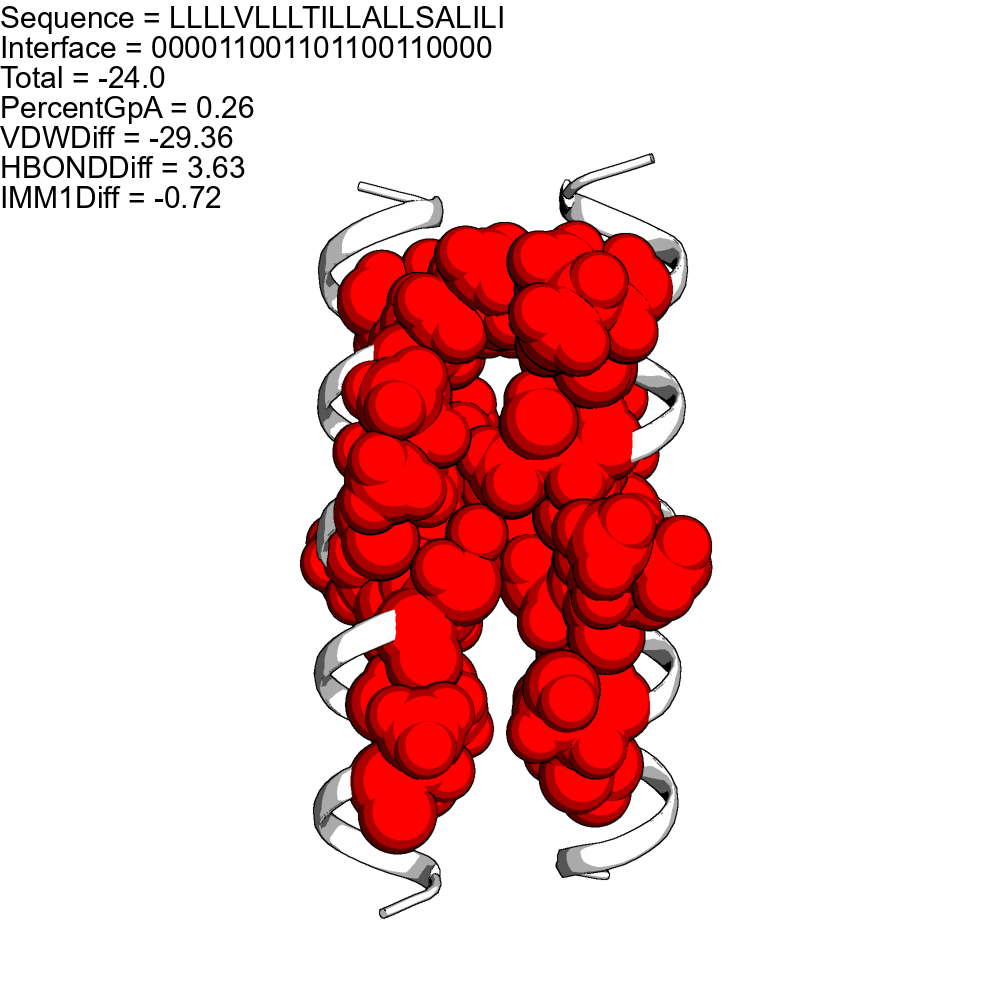 Sequence = LLLLVLLLTILLALLSALILI
Interface = 000011001101100110000
Total = -24.0
PercentGpA = 0.26
VDWDiff = -29.36
HBONDDiff = 3.63
IMM1Diff = -0.72